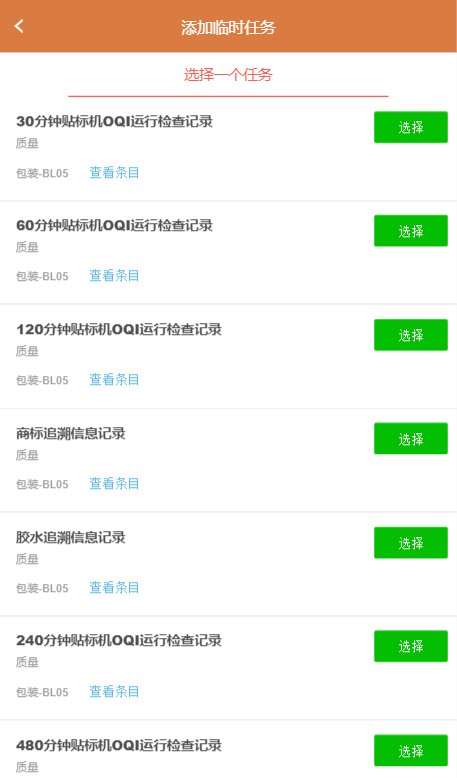 添加临时任务
选择一个任务
30分钟贴标机OQI运行检查记录
选择
质量
包装-BL05 查看条目
60分钟贴标机OQI运行检查记录
选择
质量
包装-BL05 查看条目
120分钟贴标机OQI运行检查记录
选择
质量
包装-BL05 查看条目
商标追溯信息记录
选择
质量
包装-BL05 查看条目
胶水追溯信息记录
选择
质量
包装-BL05 查看条目
240分钟贴标机OQI运行检查记录
选择
质量
包装-BL05 查看条目
480分钟贴标机OQI运行检查记录
选择
质量